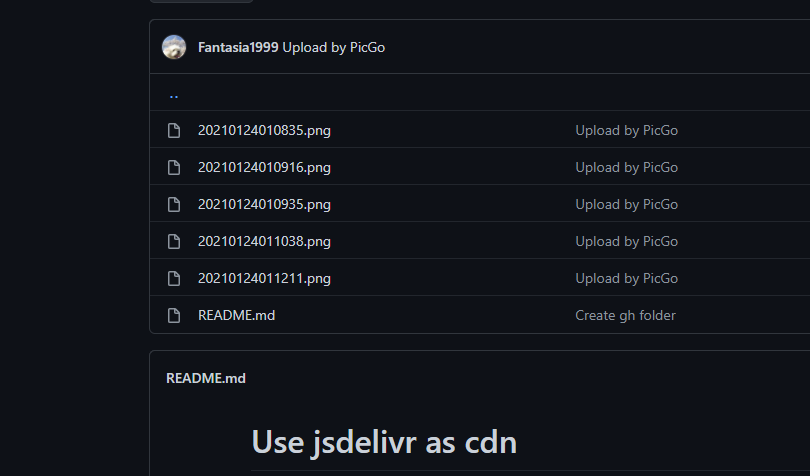 Fantasia1999 Upload by PicGo
..
20210124010835.png Upload by PicGo
20210124010916.png Upload by PicGo
20210124010935.png Upload by PicGo
20210124011038.png Upload by PicGo
20210124011211.png Upload by PicGo
README.md Create gh folder
README.md
Use jsdelivr as cdn